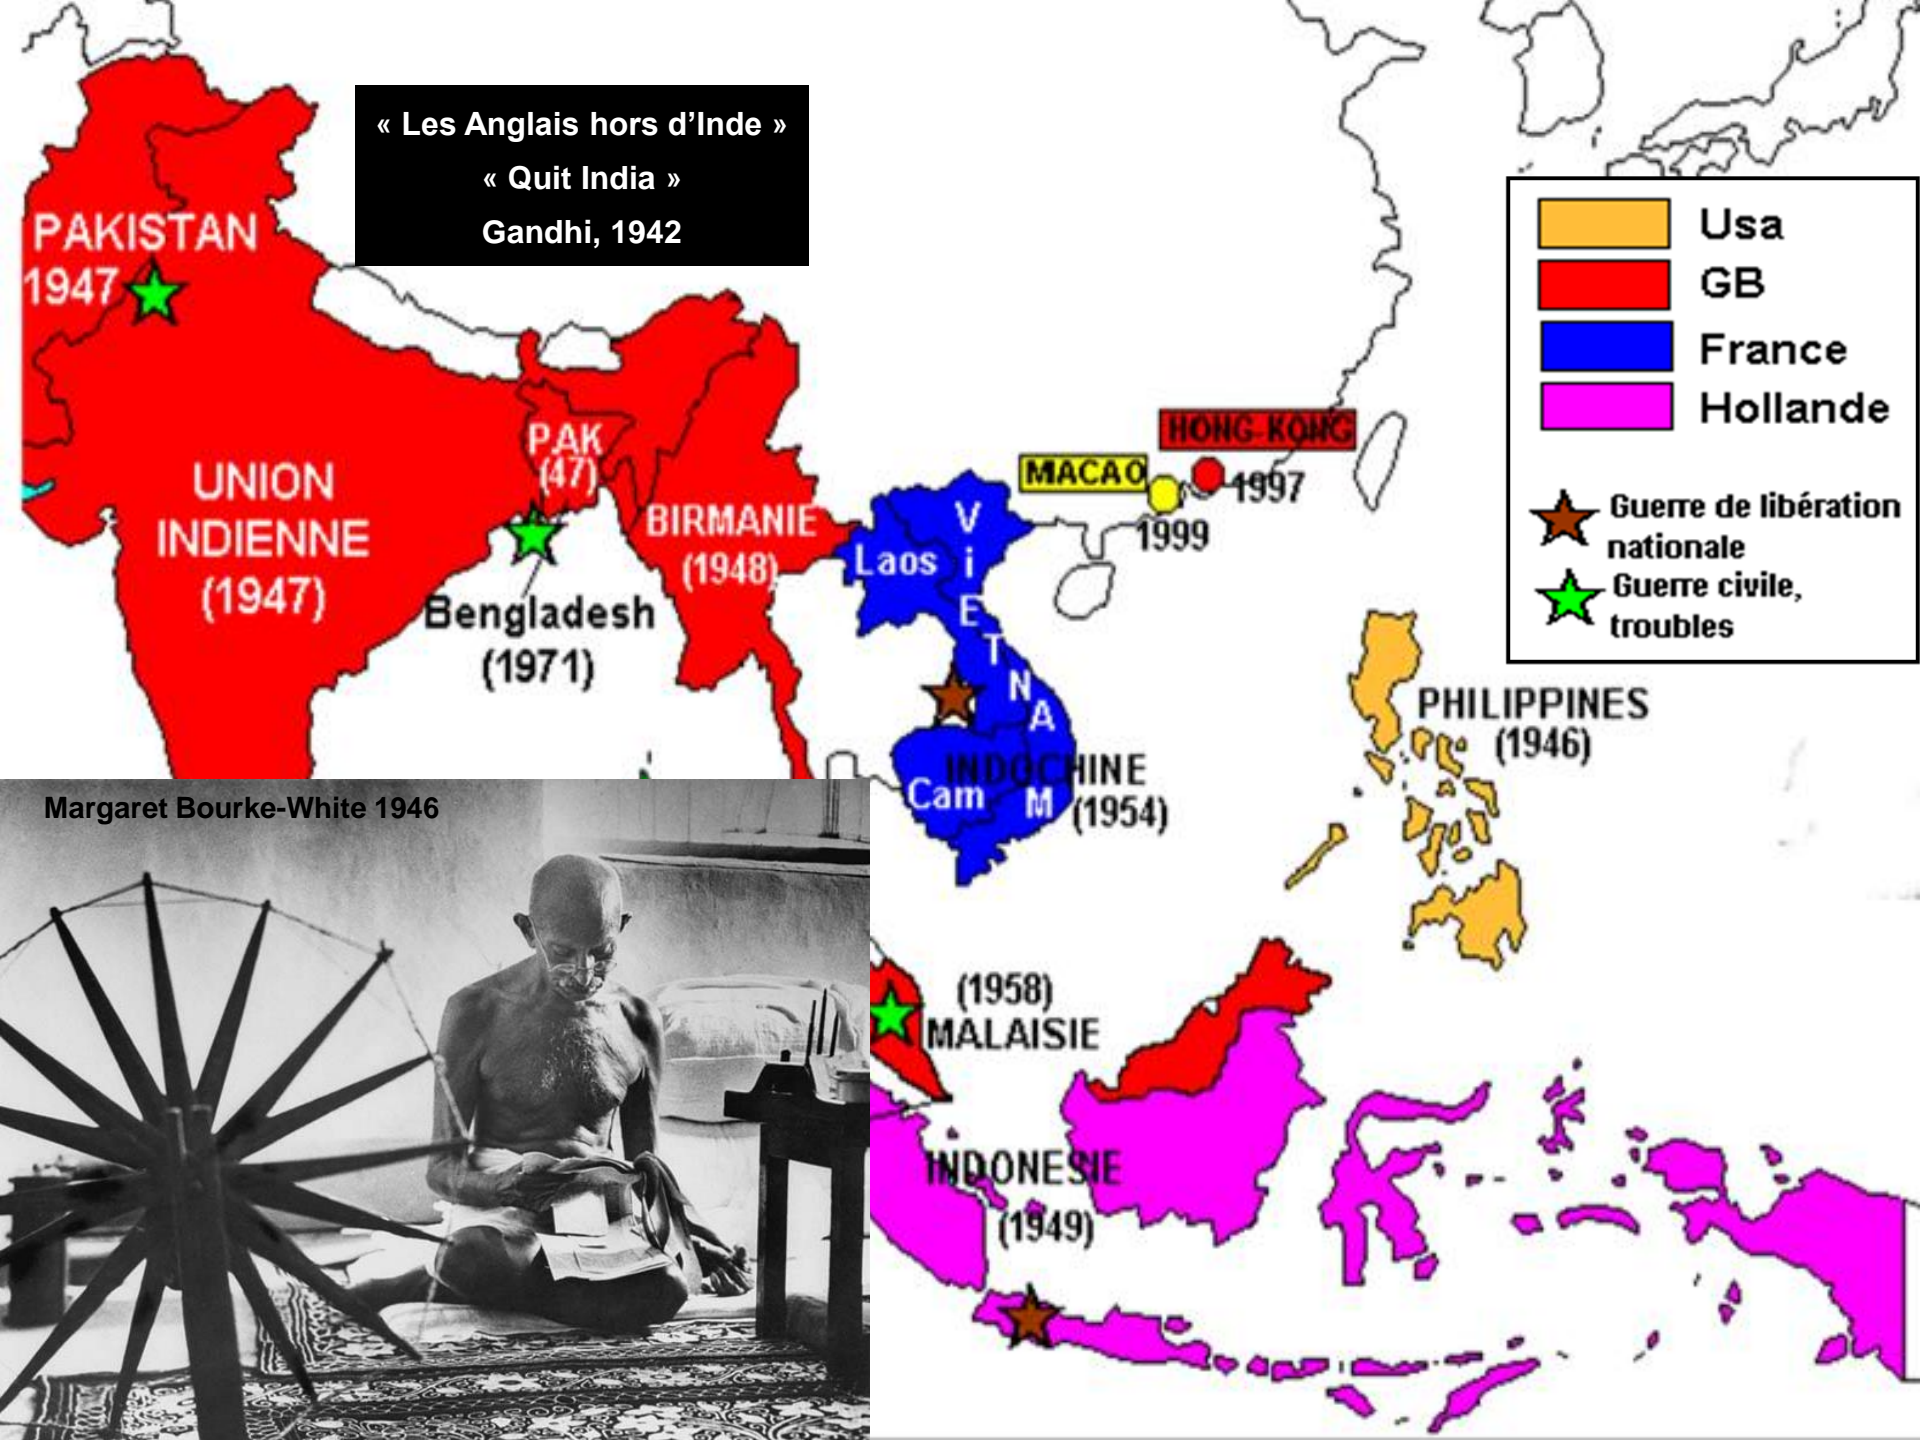 « Les Anglais hors d’Inde »
« Quit India »
Gandhi, 1942
PAKISTAN
1947
UNION
INDIENNE
(1947)
PAK
(47)
Bengladesh
(1971)
BIRMANIE
(1948)
Laos
ViETNAM
Cam
INDOCHINE
(1954)
MACAO
1999
HONG-KONG
1997
Usa
GB
France
Hollande
Guerre de libération
nationale
Guerre civile,
troubles
PHILIPPINES
(1946)
(1958)
MALAISIE
INDONESIE
(1949)
Margaret Bourke-White 1946